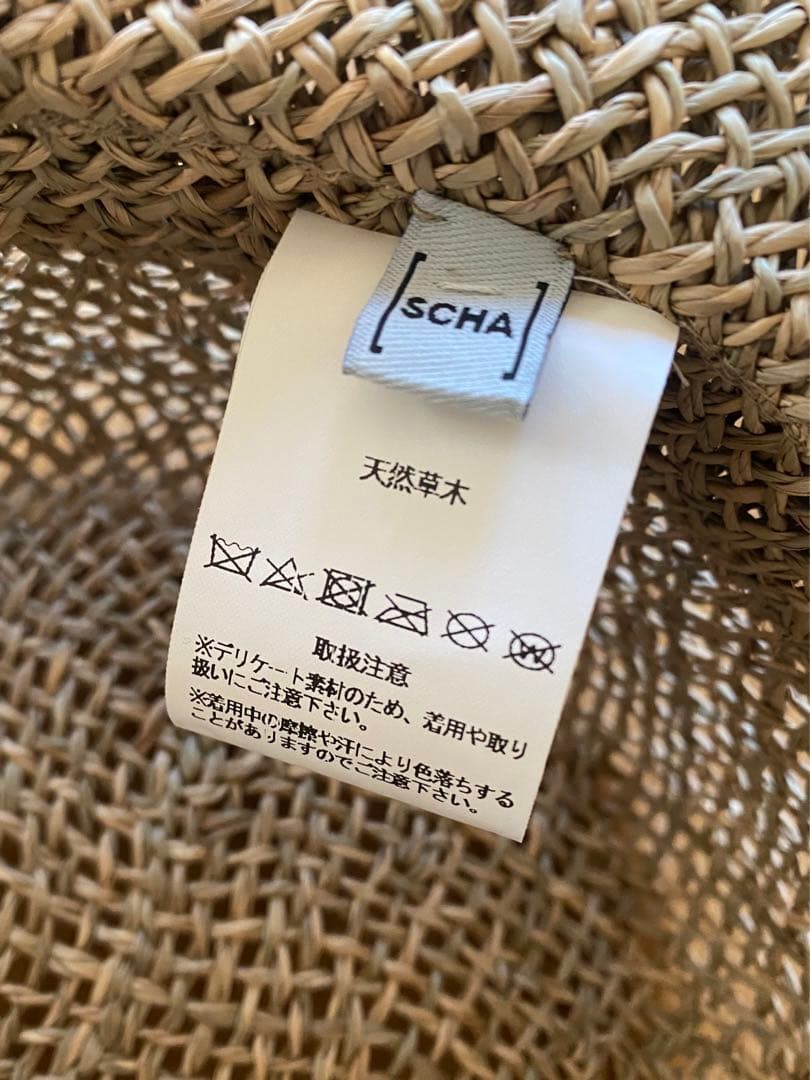 [SCHA]
天然草木
取扱注意
※デリケート素材のため、着用や取り
扱いにご注意下さい。
※着用中の摩擦や汗により色落ちする
ことがありますのでご注意下さい。